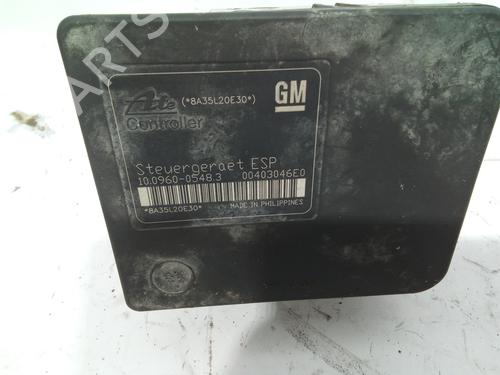 Ate (*8A35L20E30*) GM
Controller
Steuergeraet ESP
10.0960-0548.3 00403046E0
*8A35L20E30* MADE IN PHILIPPINES